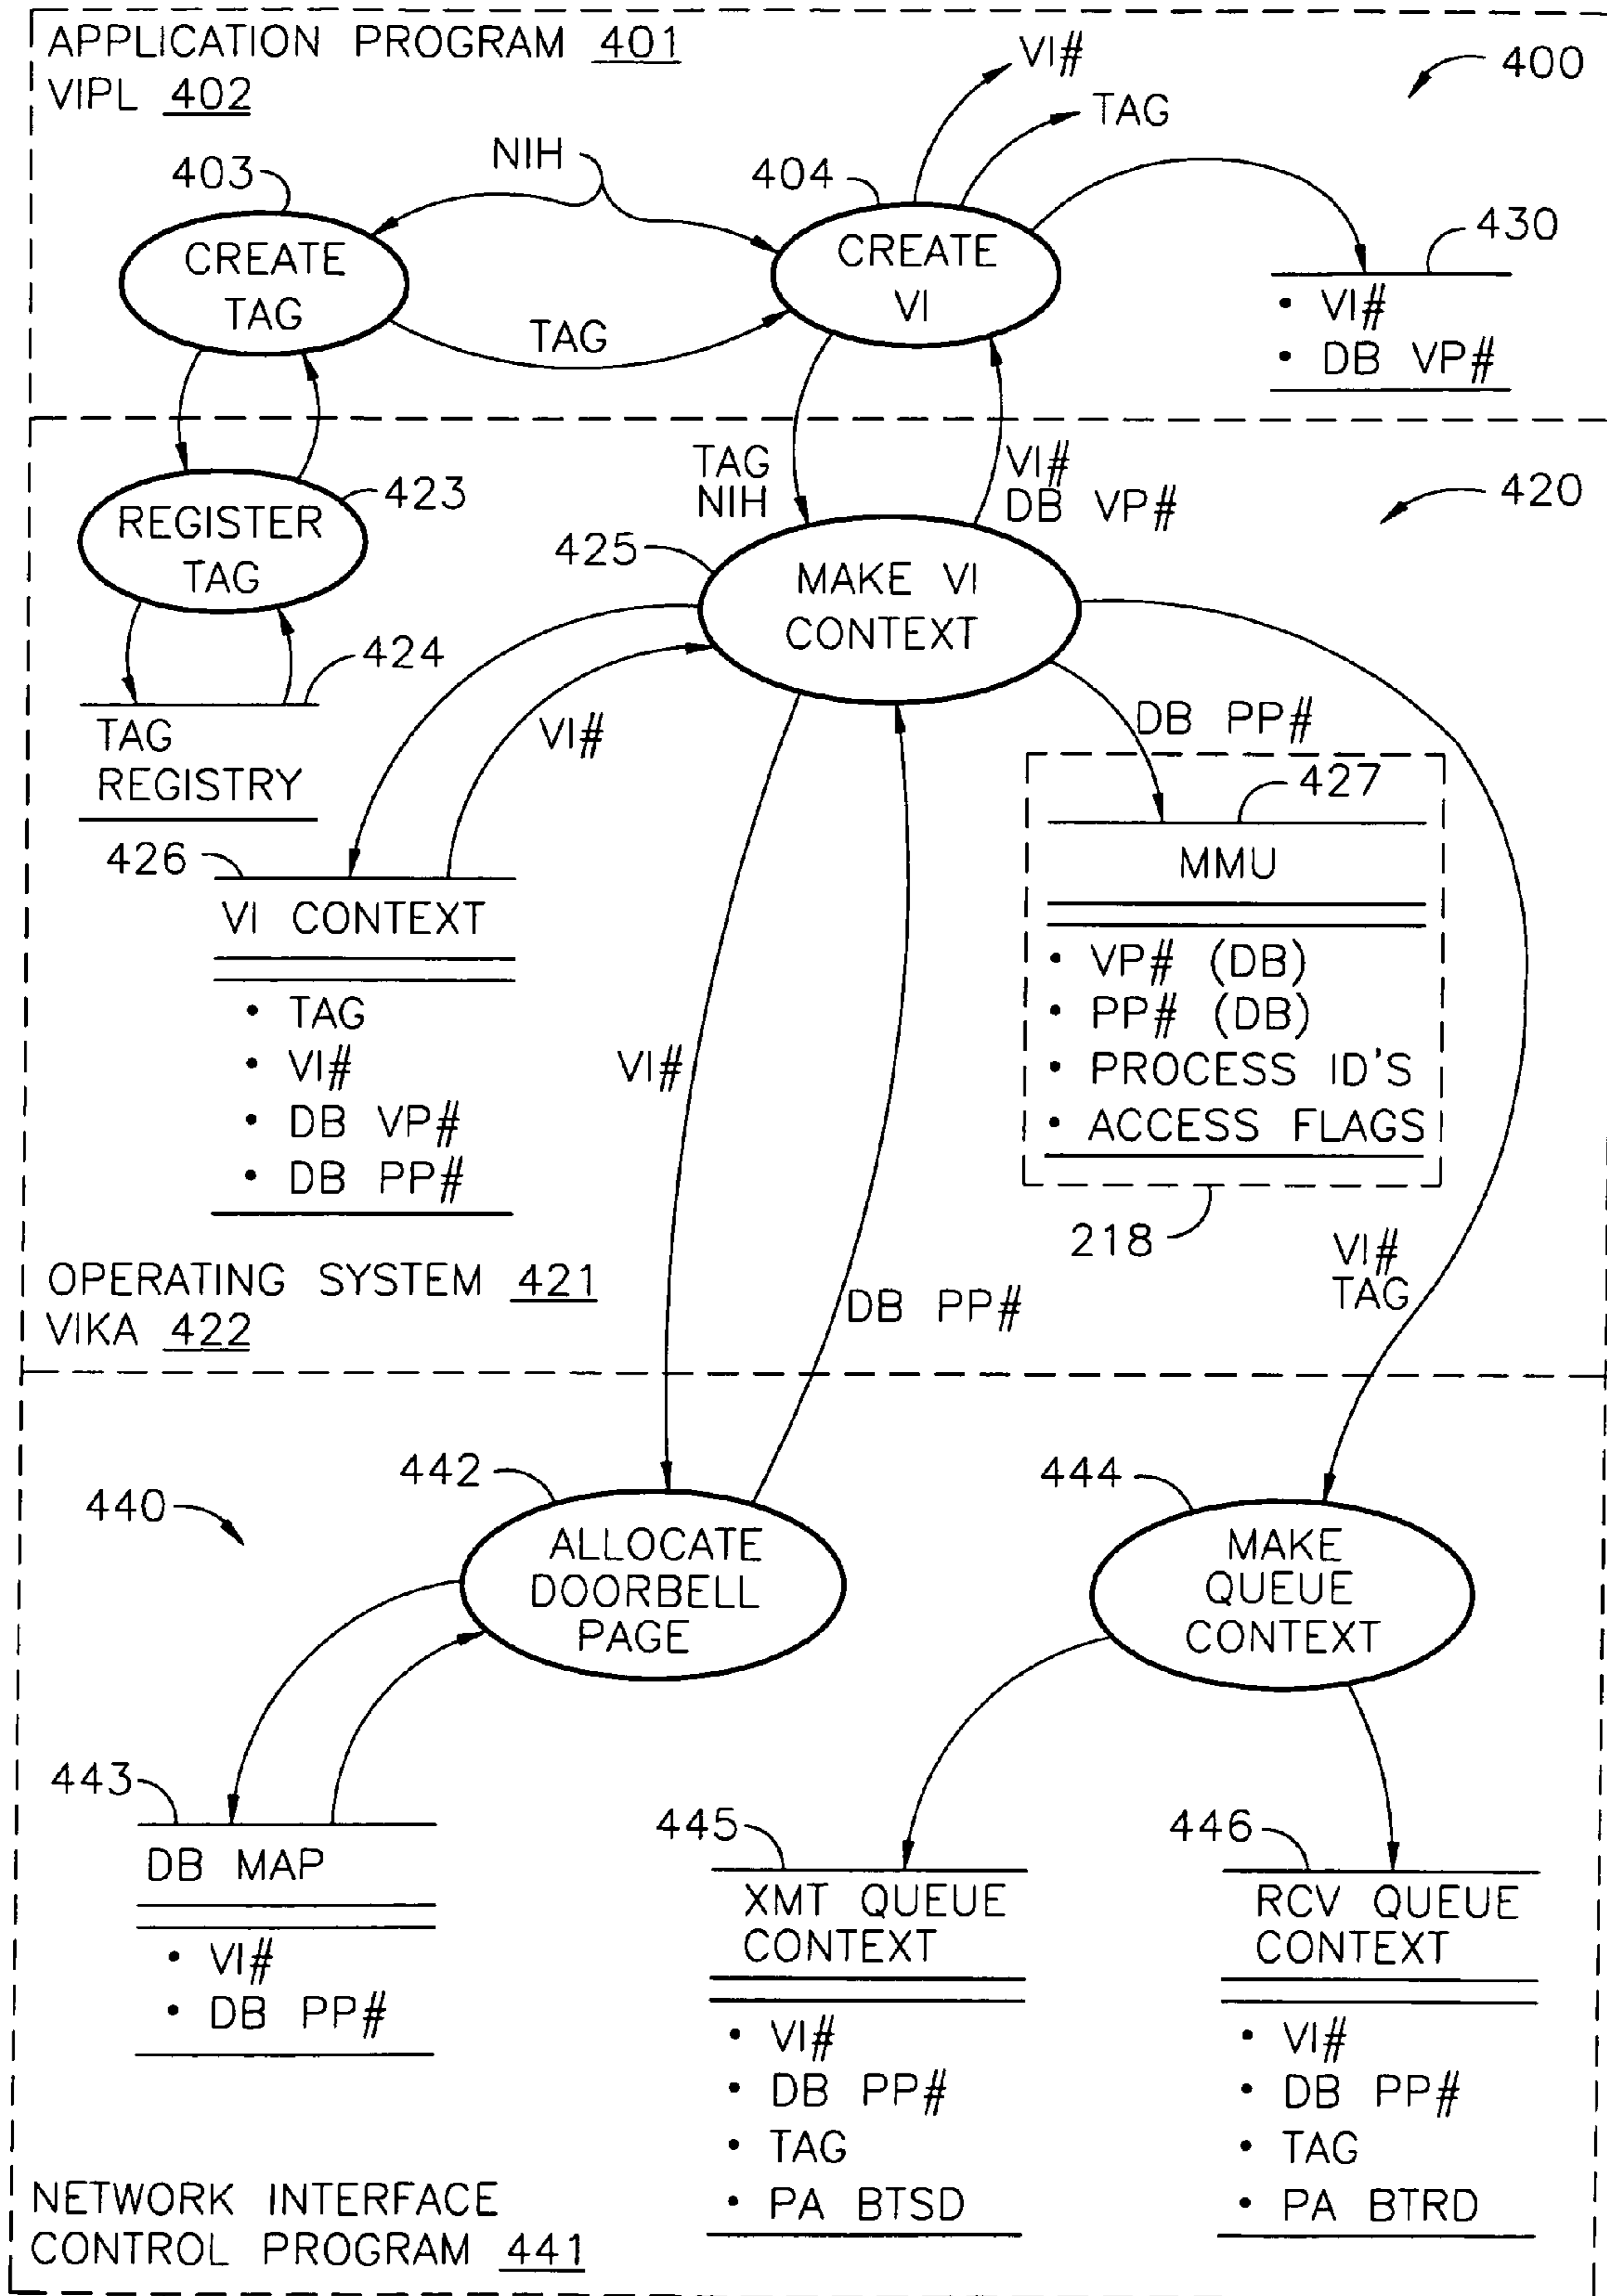 APPLICATION PROGRAM 401
VIPL 402
VI#
TAG
400
NIH
403
404
CREATE
TAG
CREATE
VI
TAG
430
• VI#
• DB VP#
TAG
NIH
VI#
DB VP#
420
423
REGISTER
TAG
425
MAKE VI
CONTEXT
424
TAG
REGISTRY
VI#
DB PP#
427
MMU
• VP# (DB)
• PP# (DB)
• PROCESS ID'S
• ACCESS FLAGS
218
426
VI CONTEXT
• TAG
• VI#
• DB VP#
• DB PP#
VI#
DB PP#
VI#
TAG
OPERATING SYSTEM 421
VIKA 422
440
442
ALLOCATE
DOORBELL
PAGE
444
MAKE
QUEUE
CONTEXT
443
DB MAP
• VI#
• DB PP#
445
XMT QUEUE
CONTEXT
• VI#
• DB PP#
• TAG
• PA BTSD
446
RCV QUEUE
CONTEXT
• VI#
• DB PP#
• TAG
• PA BTRD
NETWORK INTERFACE
CONTROL PROGRAM 441